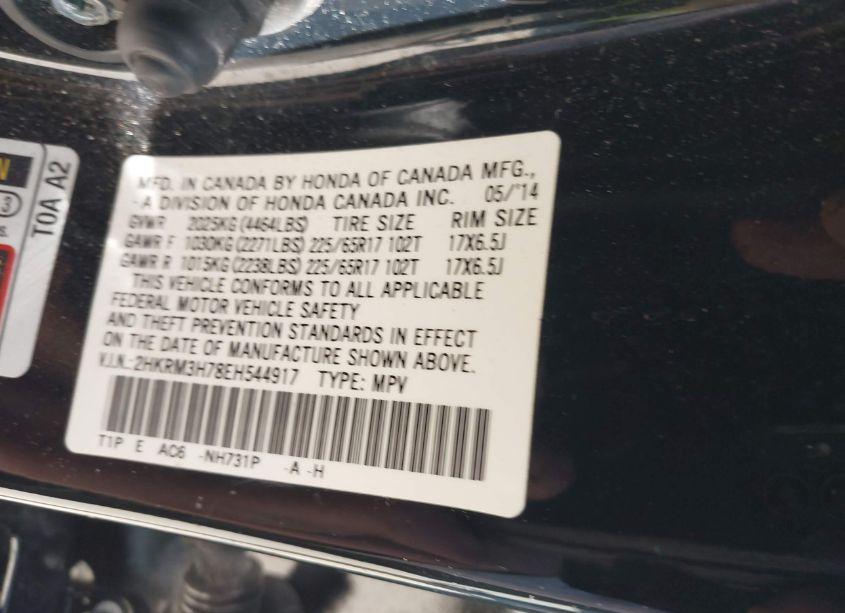 N
3
s.
T0A A2
MFD. IN CANADA BY HONDA OF CANADA MFG.,
-A DIVISION OF HONDA CANADA INC. 05/'14
GVWR 2025KG(4464LBS) TIRE SIZE RIM SIZE
GAWR F 1030KG(2271LBS) 225/65R17 102T 17X6.5J
GAWR R 1015KG(2238LBS) 225/65R17 102T 17X6.5J
THIS VEHICLE CONFORMS TO ALL APPLICABLE
FEDERAL MOTOR VEHICLE SAFETY
AND THEFT PREVENTION STANDARDS IN EFFECT
ON THE DATE OF MANUFACTURE SHOWN ABOVE.
V.I.N.:2HKRM3H78EH544917 TYPE: MPV
T1P E AC6 -NH731P -A -H